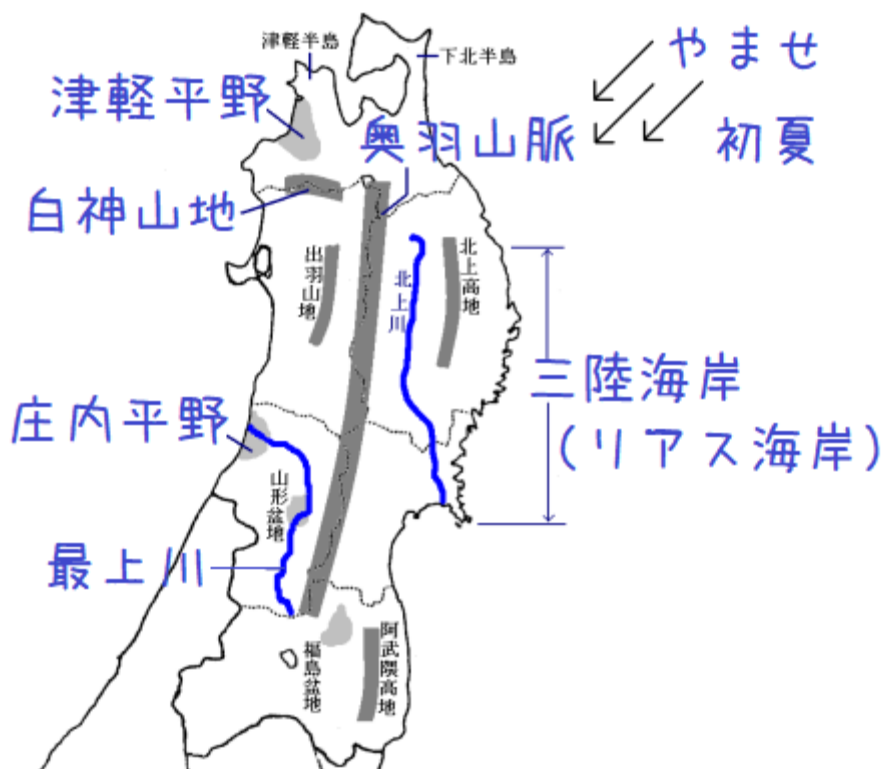 津軽半島
下北半島
やませ
津軽平野
奥羽山脈
初夏
白神山地
出羽山地
北上川
北上高地
三陸海岸
(リアス海岸)
庄内平野
山形盆地
最上川
福島盆地
阿武隈高地